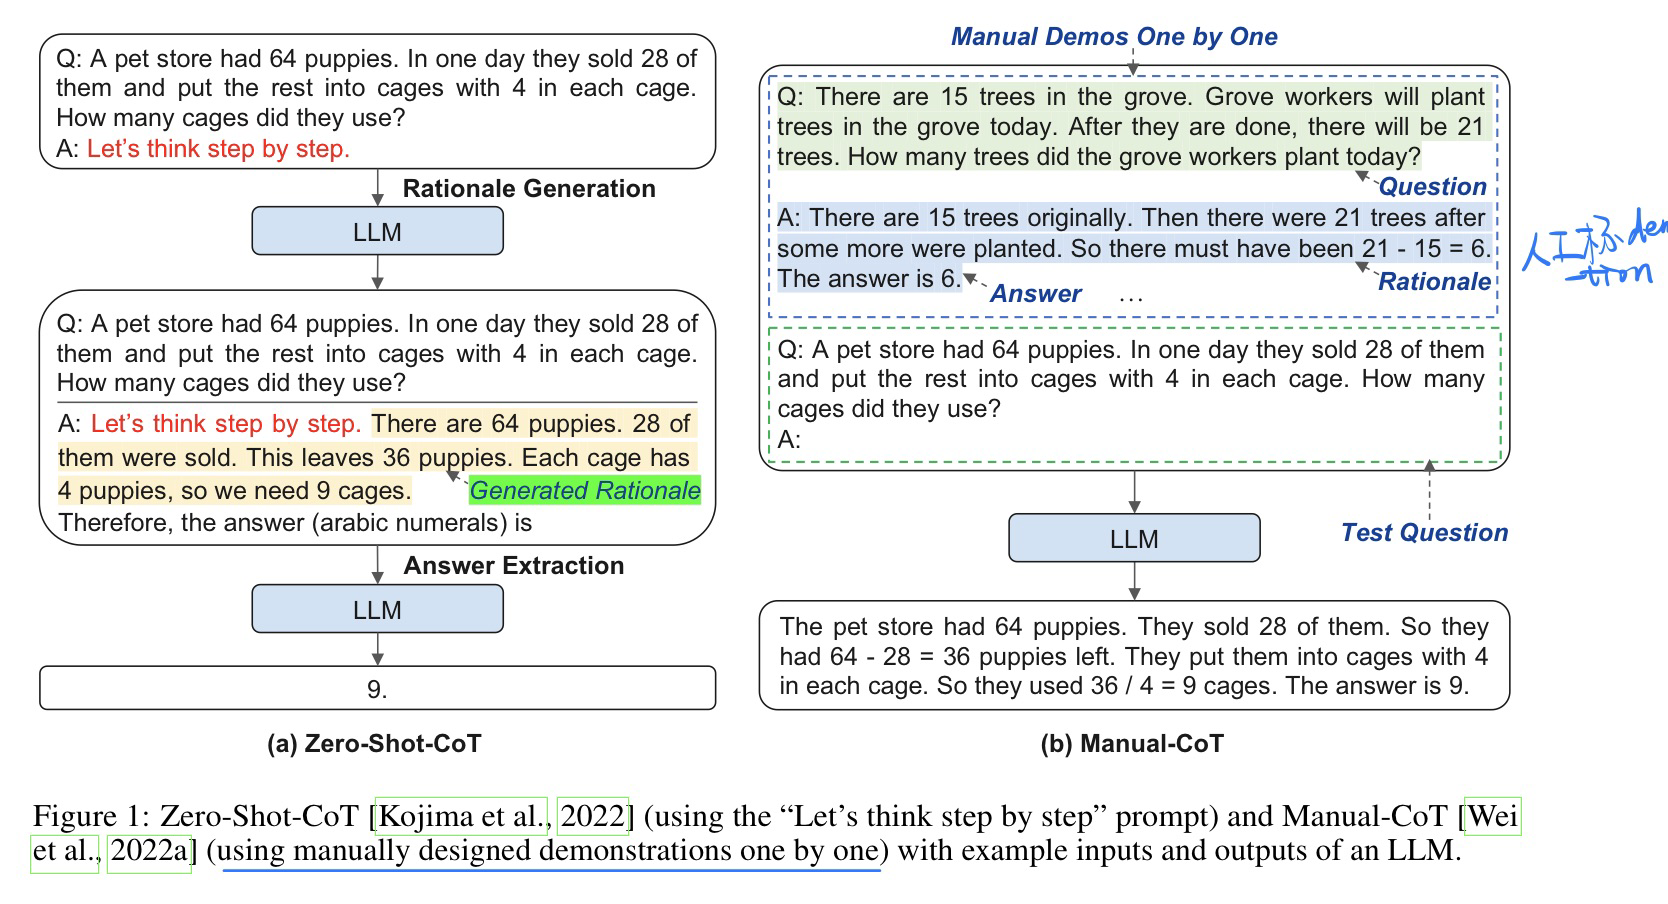 Q: A pet store had 64 puppies. In one day they sold 28 of
them and put the rest into cages with 4 in each cage.
How many cages did they use?
A: Let’s think step by step.
Rationale Generation
LLM
Q: A pet store had 64 puppies. In one day they sold 28 of
them and put the rest into cages with 4 in each cage.
How many cages did they use?
A: Let’s think step by step. There are 64 puppies. 28 of
them were sold. This leaves 36 puppies. Each cage has
4 puppies, so we need 9 cages.
Generated Rationale
Therefore, the answer (arabic numerals) is
Answer Extraction
LLM
9.
(a) Zero-Shot-CoT
Manual Demos One by One
Q: There are 15 trees in the grove. Grove workers will plant
trees in the grove today. After they are done, there will be 21
trees. How many trees did the grove workers plant today?
Question
A: There are 15 trees originally. Then there were 21 trees after
some more were planted. So there must have been 21 - 15 = 6.
The answer is 6.
Rationale
Answer ...
Q: A pet store had 64 puppies. In one day they sold 28 of them
and put the rest into cages with 4 in each cage. How many
cages did they use?
A:
Test Question
LLM
The pet store had 64 puppies. They sold 28 of them. So they
had 64 - 28 = 36 puppies left. They put them into cages with 4
in each cage. So they used 36 / 4 = 9 cages. The answer is 9.
(b) Manual-CoT
人工标 dem
-tion
Figure 1: Zero-Shot-CoT [Kojima et al., 2022] (using the “Let’s think step by step” prompt) and Manual-CoT [Wei
et al., 2022a] (using manually designed demonstrations one by one) with example inputs and outputs of an LLM.